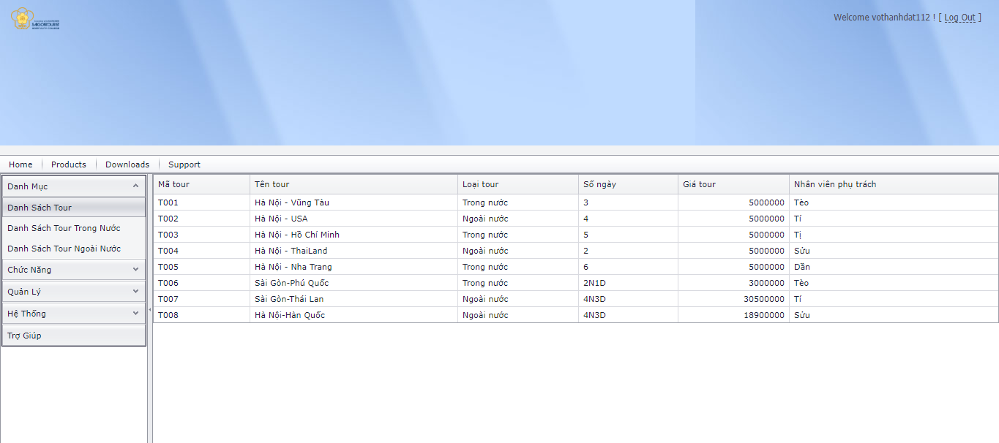 SAIGONTOURIST
Welcome vothanhdat112 ! [ Log Out ]
Home Products Downloads Support
Danh Mục
Danh Sách Tour
Danh Sách Tour Trong Nước
Danh Sách Tour Ngoài Nước
Chức Năng
Quản Lý
Hệ Thống
Trợ Giúp
Mã tour Tên tour Loại tour Số ngày Giá tour Nhân viên phụ trách
T001 Hà Nội - Vũng Tàu Trong nước 3 5000000 Tèo
T002 Hà Nội - USA Ngoài nước 4 5000000 Tí
T003 Hà Nội - Hồ Chí Minh Trong nước 5 5000000 Tị
T004 Hà Nội - ThaiLand Ngoài nước 2 5000000 Sửu
T005 Hà Nội - Nha Trang Trong nước 6 5000000 Dần
T006 Sài Gòn-Phú Quốc Trong nước 2N1D 3000000 Tèo
T007 Sài Gòn-Thái Lan Ngoài nước 4N3D 30500000 Tí
T008 Hà Nội-Hàn Quốc Ngoài nước 4N3D 18900000 Sửu